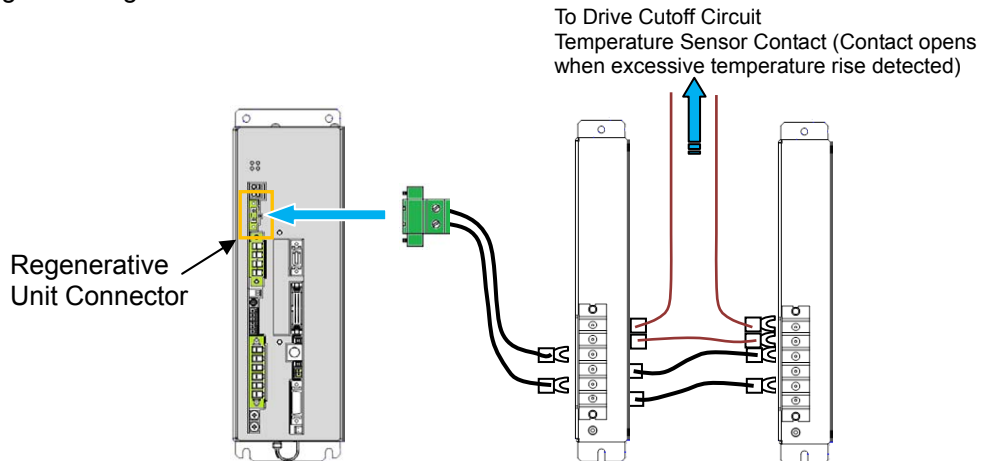 To Drive Cutoff Circuit
Temperature Sensor Contact (Contact opens
when excessive temperature rise detected)
Regenerative
Unit Connector